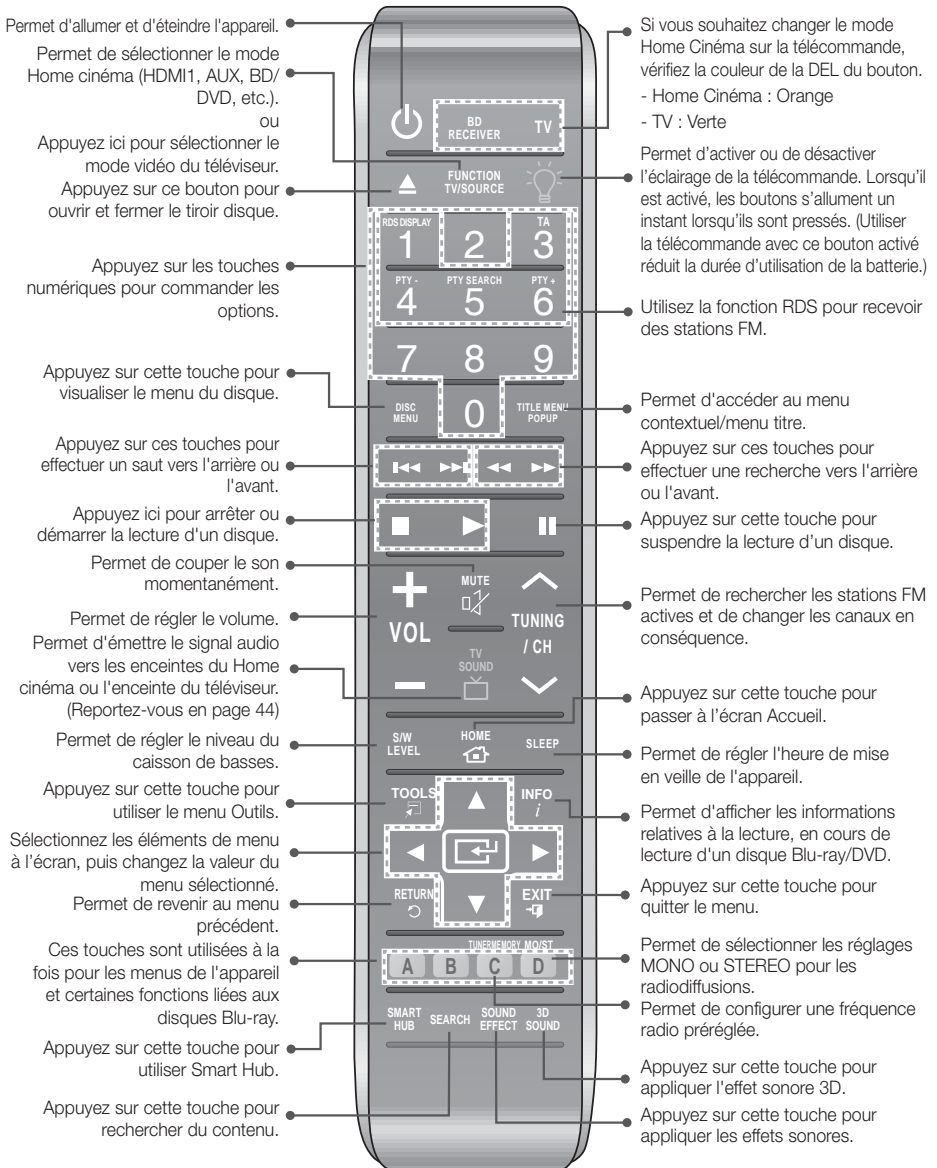 Permet d'allumer et d'éteindre l'appareil.
Permet de sélectionner le mode
Home cinéma (HDMI1, AUX, BD/
DVD, etc.).
ou
Appuyez ici pour sélectionner le
mode vidéo du téléviseur.
Appuyez sur ce bouton pour
ouvrir et fermer le tiroir disque.
Appuyez sur les touches
numériques pour commander les
options.
Appuyez sur cette touche pour
visualiser le menu du disque.
Appuyez sur ces touches pour
effectuer un saut vers l'arrière ou
l'avant.
Appuyez ici pour arrêter ou
démarrer la lecture d'un disque.
Permet de couper le son
momentanément.
Permet de régler le volume.
Permet d'émettre le signal audio
vers les enceintes du Home
cinéma ou l'enceinte du téléviseur.
(Reportez-vous en page 44)
Permet de régler le niveau du
caisson de basses.
Appuyez sur cette touche pour
utiliser le menu Outils.
Sélectionnez les éléments de menu
à l'écran, puis changez la valeur du
menu sélectionné.
Permet de revenir au menu
précédent.
Ces touches sont utilisées à la
fois pour les menus de l'appareil
et certaines fonctions liées aux
disques Blu-ray.
Appuyez sur cette touche pour
utiliser Smart Hub.
Appuyez sur cette touche pour
rechercher du contenu.
BD
RECEIVER
TV
FUNCTION
TV/SOURCE
RDS DISPLAY
TA
1 2 3
PTY - PTY SEARCH PTY +
4 5 6
7 8 9
DISC
MENU
0
TITLE MENU
POPUP
MUTE
VOL
TUNING
/ CH
TV
SOUND
S/W
LEVEL
HOME
SLEEP
TOOLS
INFO
i
RETURN
EXIT
TUNER MEMORY MO/ST
A B C D
SMART
HUB
SEARCH
SOUND
EFFECT
3D
SOUND
Si vous souhaitez changer le mode
Home Cinéma sur la télécommande,
vérifiez la couleur de la DEL du bouton.
- Home Cinéma : Orange
- TV : Verte
Permet d’activer ou de désactiver
l’éclairage de la télécommande. Lorsqu’il
est activé, les boutons s’allument un
instant lorsqu’ils sont pressés. (Utiliser
la télécommande avec ce bouton activé
réduit la durée d’utilisation de la batterie.)
Utilisez la fonction RDS pour recevoir
des stations FM.
Permet d'accéder au menu
contextuel/menu titre.
Appuyez sur ces touches pour
effectuer une recherche vers l'arrière
ou l'avant.
Appuyez sur cette touche pour
suspendre la lecture d’un disque.
Permet de rechercher les stations FM
actives et de changer les canaux en
conséquence.
Appuyez sur cette touche pour
passer à l’écran Accueil.
Permet de régler l'heure de mise
en veille de l'appareil.
Permet d'afficher les informations
relatives à la lecture, en cours de
lecture d'un disque Blu-ray/DVD.
Appuyez sur cette touche pour
quitter le menu.
Permet de sélectionner les réglages
MONO ou STEREO pour les
radiodiffusions.
Permet de configurer une fréquence
radio préréglée.
Appuyez sur cette touche pour
appliquer l'effet sonore 3D.
Appuyez sur cette touche pour
appliquer les effets sonores.